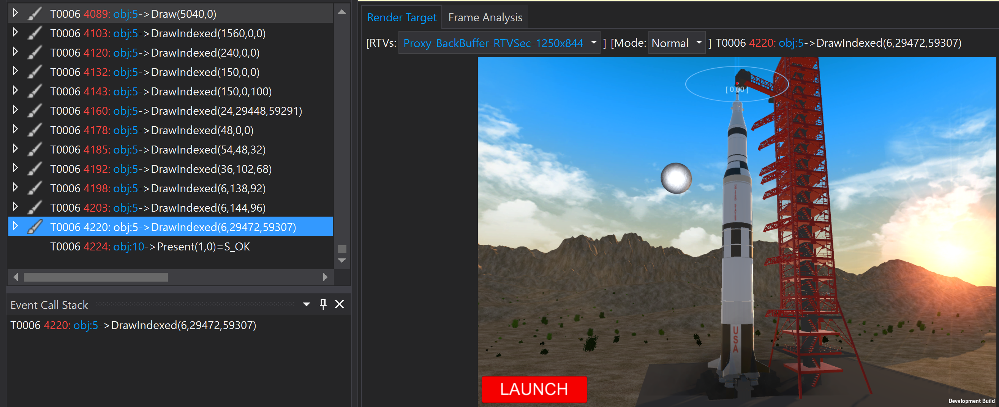 T0006 4089: obj:5->Draw(5040,0)
T0006 4103: obj:5->DrawIndexed(1560,0,0)
T0006 4120: obj:5->DrawIndexed(240,0,0)
T0006 4132: obj:5->DrawIndexed(150,0,0)
T0006 4143: obj:5->DrawIndexed(150,0,100)
T0006 4160: obj:5->DrawIndexed(24,29448,59291)
T0006 4178: obj:5->DrawIndexed(48,0,0)
T0006 4185: obj:5->DrawIndexed(54,48,32)
T0006 4192: obj:5->DrawIndexed(36,102,68)
T0006 4198: obj:5->DrawIndexed(6,138,92)
T0006 4203: obj:5->DrawIndexed(6,144,96)
T0006 4220: obj:5->DrawIndexed(6,29472,59307)
T0006 4224: obj:10->Present(1,0)=S_OK
Event Call Stack
T0006 4220: obj:5->DrawIndexed(6,29472,59307)
Render Target Frame Analysis
[RTVs: Proxy-BackBuffer-RTVSec-1250x844 ] [Mode: Normal ] T0006 4220: obj:5->DrawIndexed(6,29472,59307)
[ 0.00 ]
UNITED STATES
USA
LAUNCH
Development Build